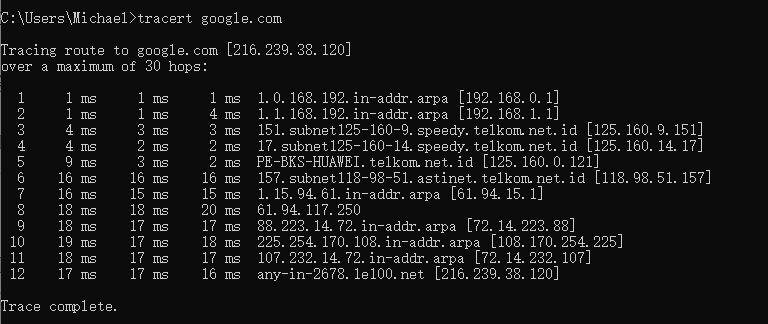 C:\Users\Michael>tracert google.com
Tracing route to google.com [216.239.38.120]
over a maximum of 30 hops:
1 1 ms 1 ms 1 ms 1.0.168.192.in-addr.arpa [192.168.0.1]
2 1 ms 1 ms 4 ms 1.1.168.192.in-addr.arpa [192.168.1.1]
3 4 ms 3 ms 3 ms 151.subnet125-160-9.speedy.telkom.net.id [125.160.9.151]
4 4 ms 2 ms 2 ms 17.subnet125-160-14.speedy.telkom.net.id [125.160.14.17]
5 9 ms 3 ms 2 ms PE-BKS-HUAWEI.telkom.net.id [125.160.0.121]
6 16 ms 16 ms 16 ms 157.subnet118-98-51.astinet.telkom.net.id [118.98.51.157]
7 16 ms 15 ms 15 ms 1.15.94.61.in-addr.arpa [61.94.15.1]
8 18 ms 18 ms 20 ms 61.94.117.250
9 18 ms 17 ms 17 ms 88.223.14.72.in-addr.arpa [72.14.223.88]
10 19 ms 17 ms 18 ms 225.254.170.108.in-addr.arpa [108.170.254.225]
11 18 ms 17 ms 17 ms 107.232.14.72.in-addr.arpa [72.14.232.107]
12 17 ms 17 ms 16 ms any-in-2678.1e100.net [216.239.38.120]
Trace complete.